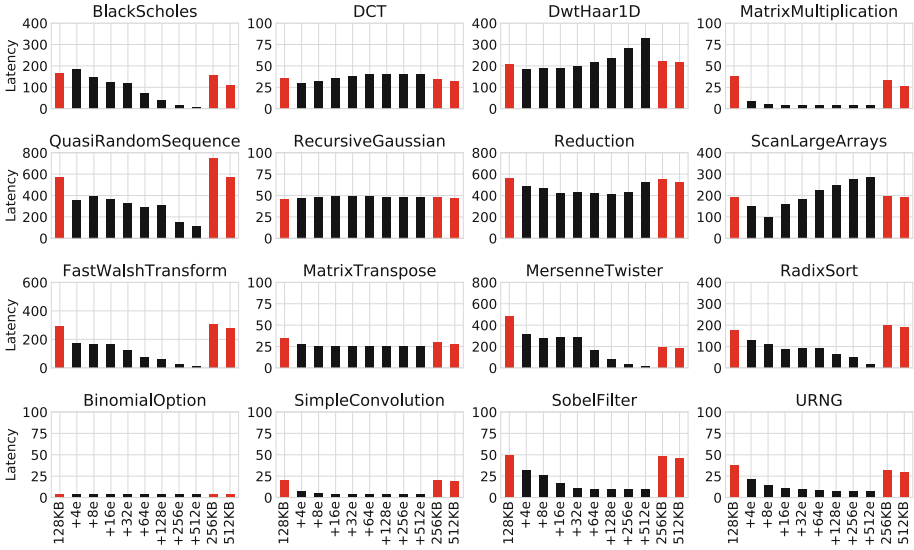 BlackScholes DCT DwtHaar1D MatrixMultiplication
400 100 400 100
300 75 300 75
200 50 200 50
100 25 100 25
0 0 0 0
Latency
QuasiRandomSequence RecursiveGaussian Reduction ScanLargeArrays
800 100 800 400
600 75 600 300
400 50 400 200
200 25 200 100
0 0 0 0
Latency
FastWalshTransform MatrixTranspose MersenneTwister RadixSort
600 100 800 400
400 75 600 300
200 50 400 200
25 200 100
0 0 0 0
Latency
BinomialOption SimpleConvolution SobelFilter URNG
100 100 100 100
75 75 75 75
50 50 50 50
25 25 25 25
0 0 0 0
Latency
128KB +4e +8e +16e +32e +64e +128e +256e +512e 256KB 512KB 128KB +4e +8e +16e +32e +64e +128e +256e +512e 256KB 512KB 128KB +4e +8e +16e +32e +64e +128e +256e +512e 256KB 512KB 128KB +4e +8e +16e +32e +64e +128e +256e +512e 256KB 512KB